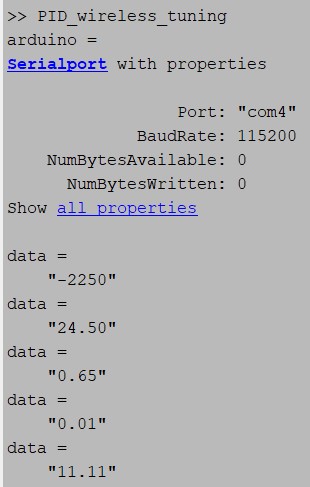 >> PID_wireless_tuning
arduino =
Serialport with properties
Port: "com4"
BaudRate: 115200
NumBytesAvailable: 0
NumBytesWritten: 0
Show all properties
data =
"-2250"
data =
"24.50"
data =
"0.65"
data =
"0.01"
data =
"11.11"